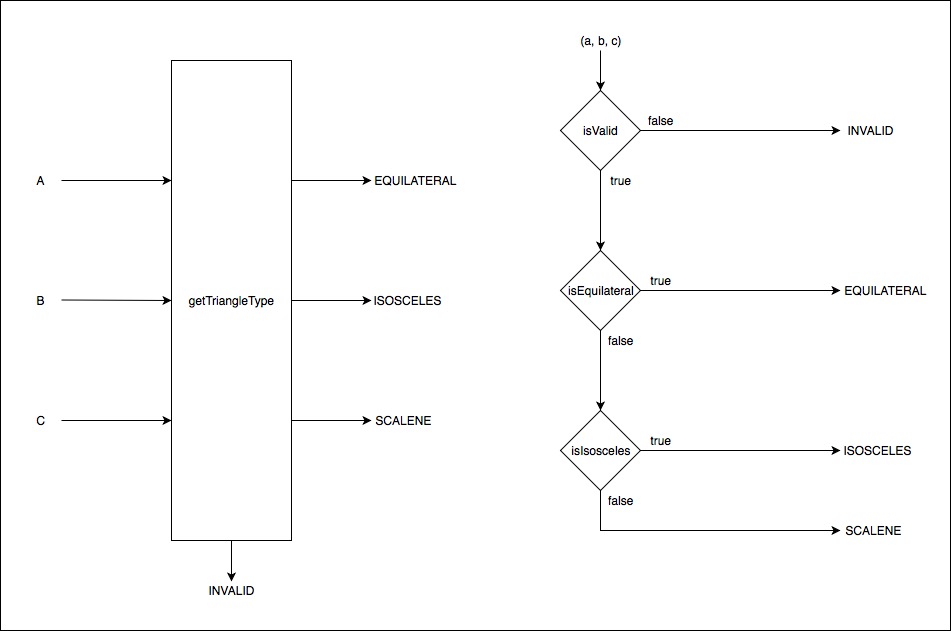 A
B
C
getTriangleType
EQUILATERAL
ISOSCELES
SCALENE
INVALID
(a, b, c)
isValid
false
INVALID
true
isEquilateral
true
EQUILATERAL
false
isIsosceles
true
ISOSCELES
false
SCALENE